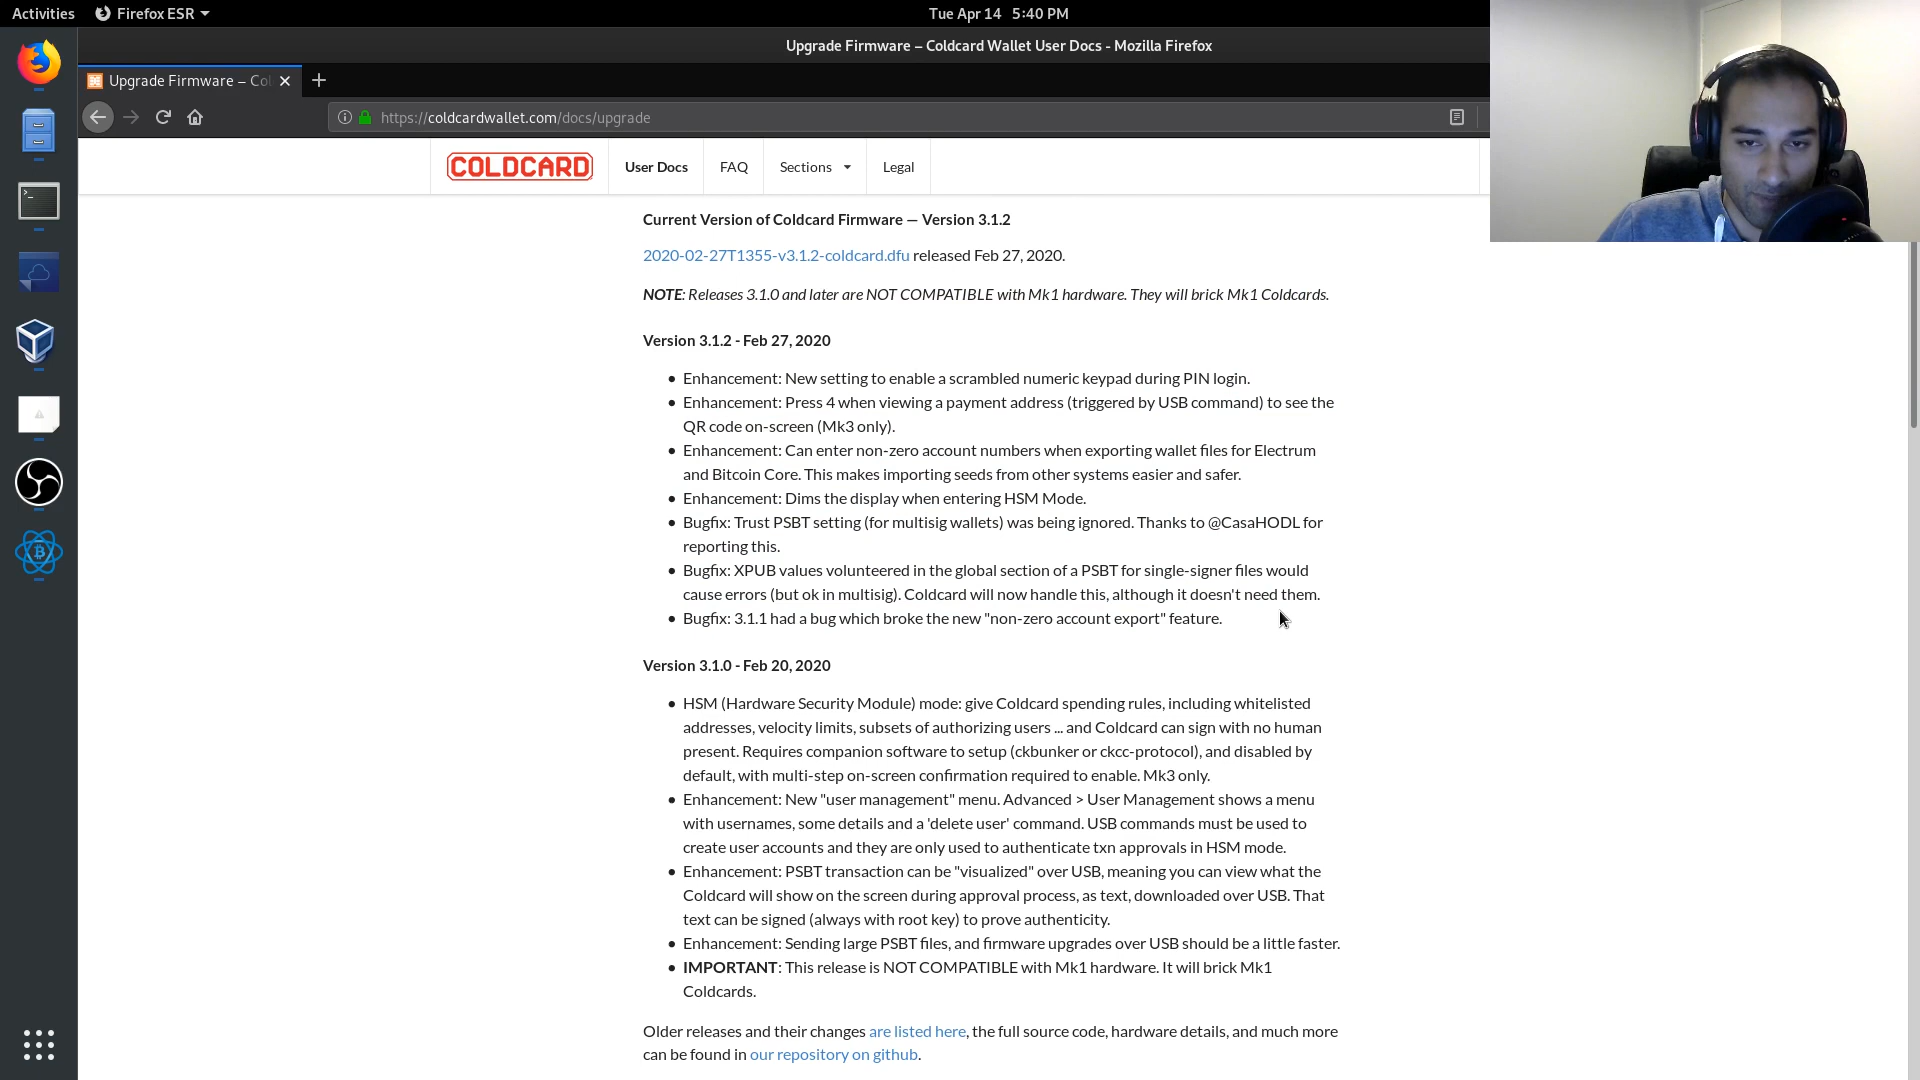 Activities
Firefox ESR
Tue Apr 14 5:40 PM
Upgrade Firmware – Coldcard Wallet User Docs - Mozilla Firefox
Upgrade Firmware – Col
https://coldcardwallet.com/docs/upgrade
COLDCARD
User Docs
FAQ
Sections
Legal
Current Version of Coldcard Firmware — Version 3.1.2
2020-02-27T1355-v3.1.2-coldcard.dfu released Feb 27, 2020.
NOTE: Releases 3.1.0 and later are NOT COMPATIBLE with Mk1 hardware. They will brick Mk1 Coldcards.
Version 3.1.2 - Feb 27, 2020
• Enhancement: New setting to enable a scrambled numeric keypad during PIN login.
• Enhancement: Press 4 when viewing a payment address (triggered by USB command) to see the
QR code on-screen (Mk3 only).
• Enhancement: Can enter non-zero account numbers when exporting wallet files for Electrum
and Bitcoin Core. This makes importing seeds from other systems easier and safer.
• Enhancement: Dims the display when entering HSM Mode.
• Bugfix: Trust PSBT setting (for multisig wallets) was being ignored. Thanks to @CasaHODL for
reporting this.
• Bugfix: XPUB values volunteered in the global section of a PSBT for single-signer files would
cause errors (but ok in multisig). Coldcard will now handle this, although it doesn't need them.
• Bugfix: 3.1.1 had a bug which broke the new "non-zero account export" feature.
Version 3.1.0 - Feb 20, 2020
• HSM (Hardware Security Module) mode: give Coldcard spending rules, including whitelisted
addresses, velocity limits, subsets of authorizing users ... and Coldcard can sign with no human
present. Requires companion software to setup (ckbunker or ckcc-protocol), and disabled by
default, with multi-step on-screen confirmation required to enable. Mk3 only.
• Enhancement: New "user management" menu. Advanced > User Management shows a menu
with usernames, some details and a 'delete user' command. USB commands must be used to
create user accounts and they are only used to authenticate txn approvals in HSM mode.
• Enhancement: PSBT transaction can be "visualized" over USB, meaning you can view what the
Coldcard will show on the screen during approval process, as text, downloaded over USB. That
text can be signed (always with root key) to prove authenticity.
• Enhancement: Sending large PSBT files, and firmware upgrades over USB should be a little faster.
• IMPORTANT: This release is NOT COMPATIBLE with Mk1 hardware. It will brick Mk1
Coldcards.
Older releases and their changes are listed here, the full source code, hardware details, and much more
can be found in our repository on github.